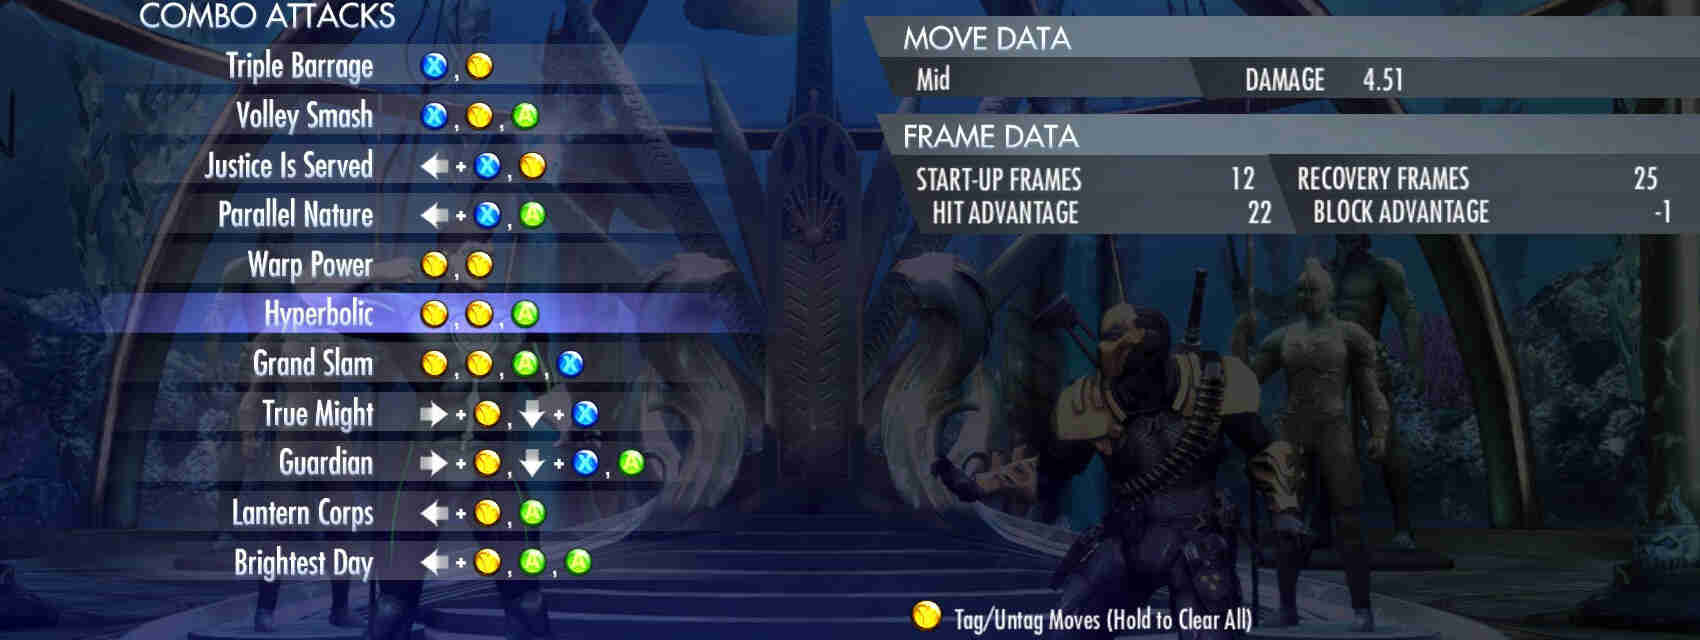 COMBO ATTACKS
Triple Barrage X, Y
Volley Smash X, Y, A
Justice Is Served ← + X, Y
Parallel Nature ← + X, A
Warp Power Y, Y
Hyperbolic Y, Y, A
Grand Slam Y, Y, A, X
True Might → + Y, ↓ + X
Guardian → + Y, ↓ + X, A
Lantern Corps ← + Y, A
Brightest Day ← + Y, A, A
MOVE DATA
Mid DAMAGE 4.51
FRAME DATA
START-UP FRAMES 12 RECOVERY FRAMES 25
HIT ADVANTAGE 22 BLOCK ADVANTAGE -1
Y Tag/Untag Moves (Hold to Clear All)